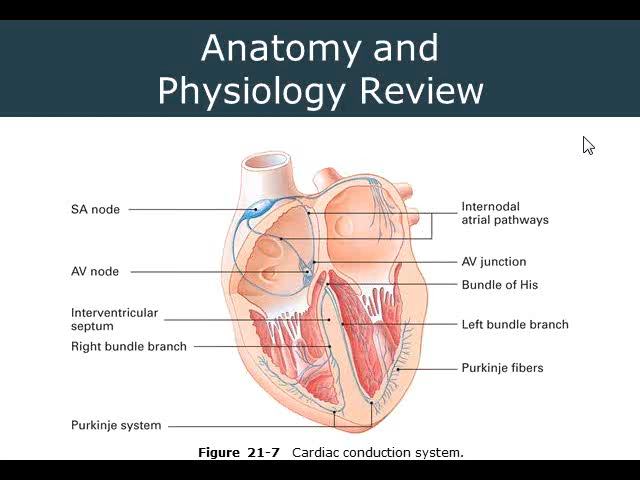 Anatomy and
Physiology Review
SA node
AV node
Interventricular
septum
Right bundle branch
Purkinje system
Internodal
atrial pathways
AV junction
Bundle of His
Left bundle branch
Purkinje fibers
Figure 21-7 Cardiac conduction system.